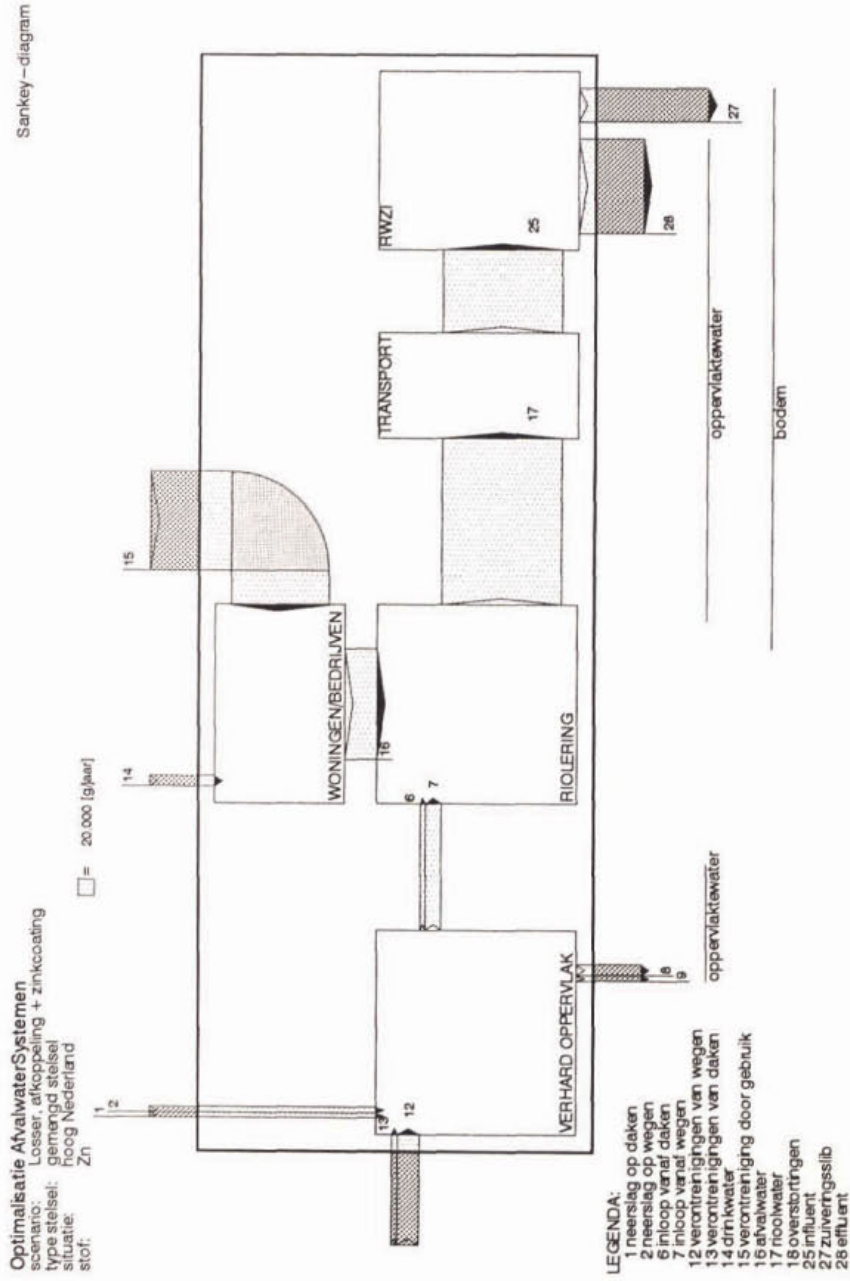 Sankey-diagram
Optimalisatie AfvalwaterSystemen
scenario: Losser, afkoppeling + zinkcoating
type stelsel: gemengd stelsel
situatie: hoog Nederland
stof: Zn
= 20.000 [g/jaar]
1
2
14
15
13
12
VERHARD OPPERVLAK
6
7
WONINGEN/BEDRIJVEN
16
RIOLERING
TRANSPORT
17
RWZI
25
8
9
oppervlaktewater
28
27
oppervlaktewater
bodem
LEGENDA:
1 neerslag op daken
2 neerslag op wegen
6 inloop vanaf daken
7 inloop vanaf wegen
12 verontreinigingen van wegen
13 verontreinigingen van daken
14 drinkwater
15 verontreiniging door gebruik
16 afvalwater
17 rioolwater
18 overstortingen
25 influent
27 zuiveringsslib
28 effluent